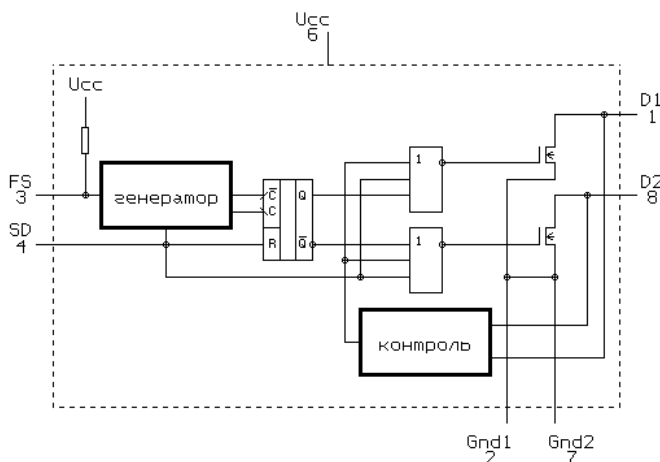 Ucc
6
Ucc
D1
1
FS
3
генератор
C̅
C
Q
1
D2
8
SD
4
R
Q̅
1
контроль
Gnd1
2
Gnd2
7